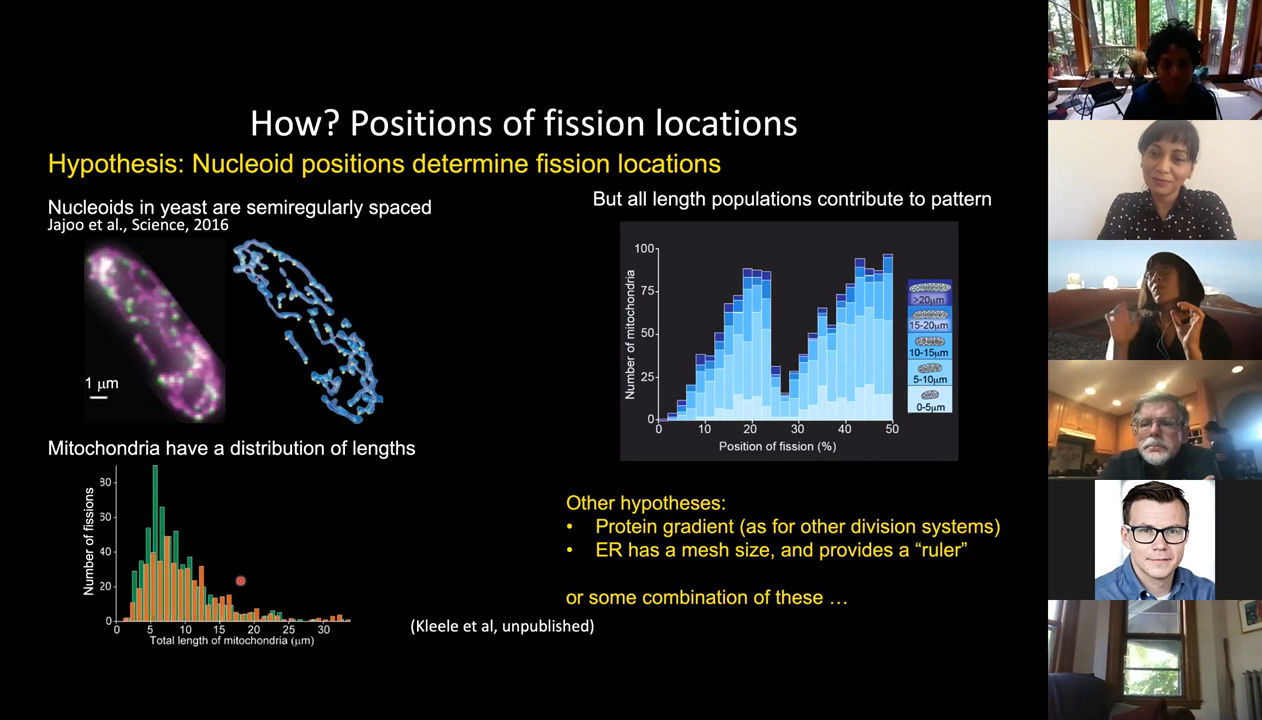 How? Positions of fission locations
Hypothesis: Nucleoid positions determine fission locations
Nucleoids in yeast are semiregularly spaced
Jajoo et al., Science, 2016
1 μm
Mitochondria have a distribution of lengths
Number of fissions
80
60
40
20
0
0 5 10 15 20 25 30
Total length of mitochondria (μm)
(Kleele et al, unpublished)
But all length populations contribute to pattern
Number of mitochondria
100
75
50
25
0
0 10 20 30 40 50
Position of fission (%)
>20μm
15-20μm
10-15μm
5-10μm
0-5μm
Other hypotheses:
• Protein gradient (as for other division systems)
• ER has a mesh size, and provides a “ruler”
or some combination of these …